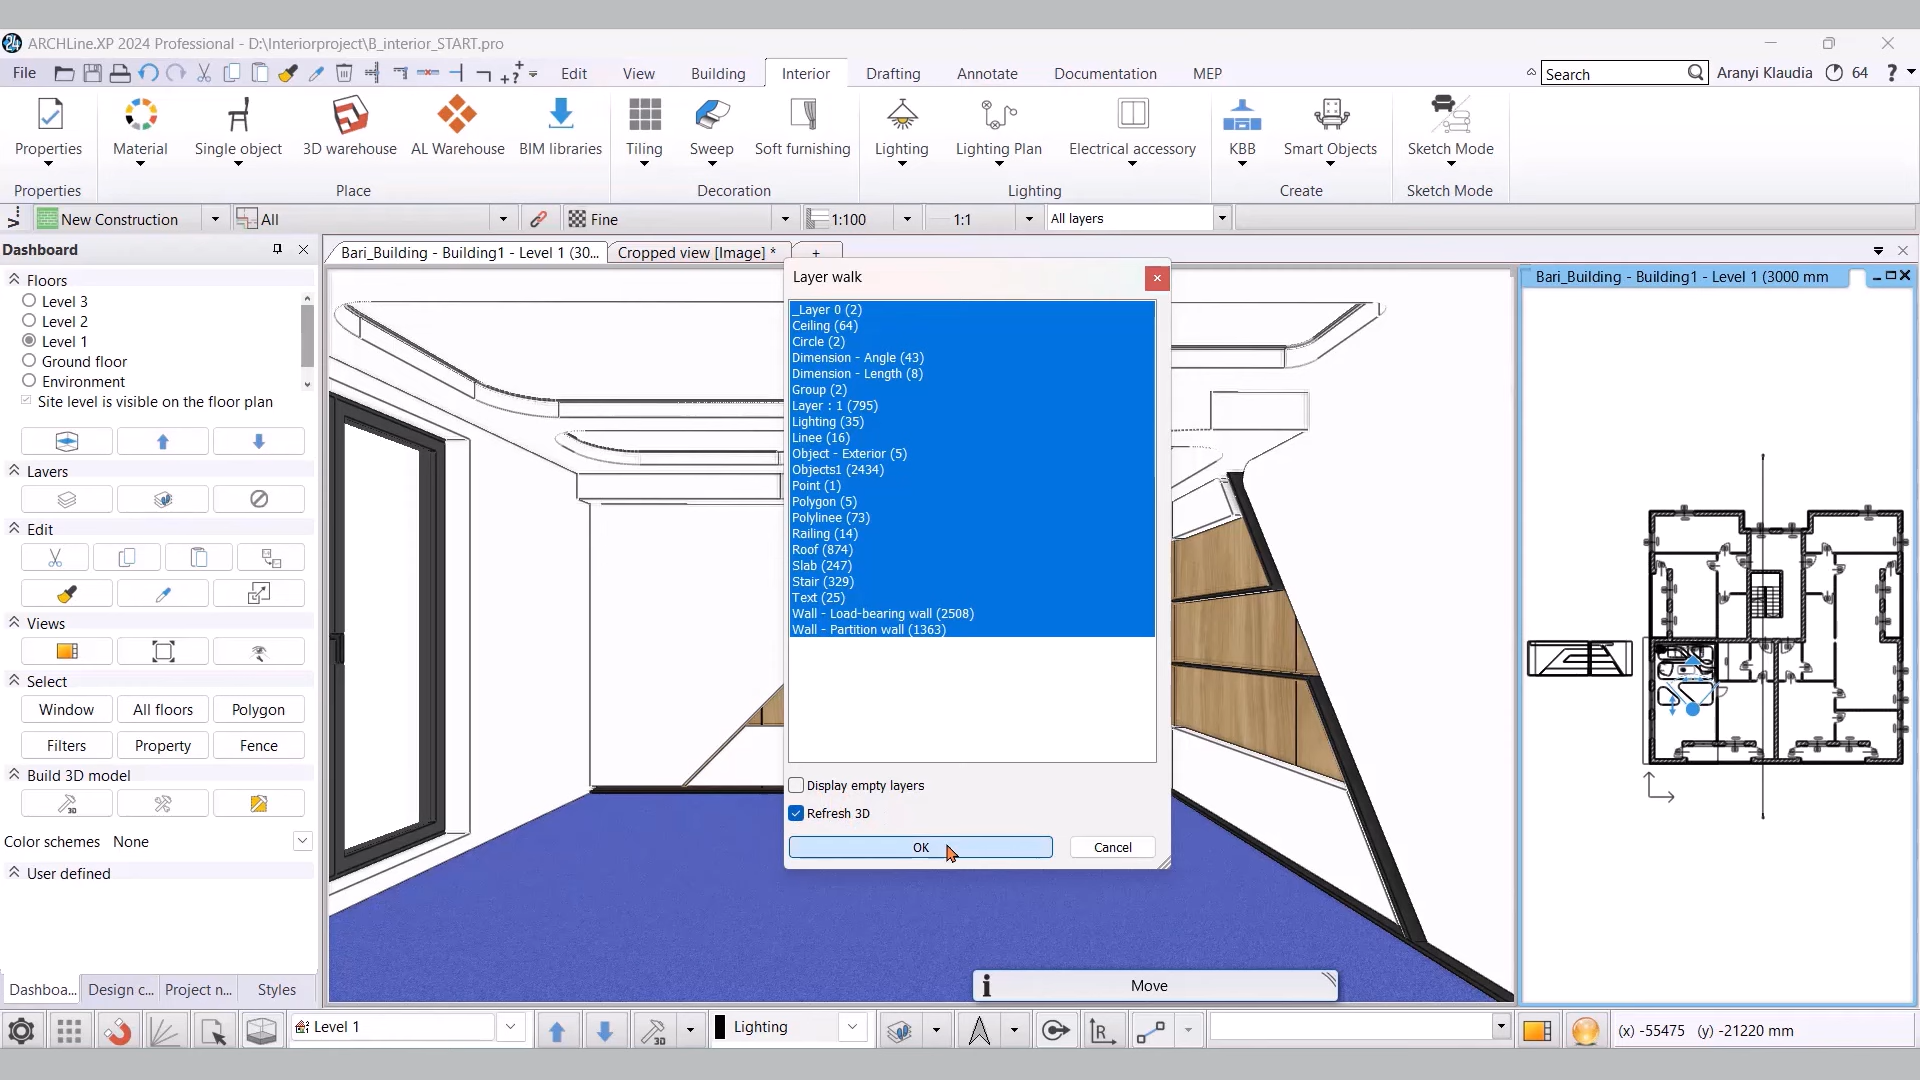 ARCHLine.XP 2024 Professional - D:\Interiorproject\B_interior_START.pro
File
Edit
View
Building
Interior
Drafting
Annotate
Documentation
MEP
Search
Aranyi Klaudia
64
?
Properties
Material
Single object
3D warehouse
AL Warehouse
BIM libraries
Tiling
Sweep
Soft furnishing
Lighting
Lighting Plan
Electrical accessory
KBB
Smart Objects
Sketch Mode
Properties
Place
Decoration
Lighting
Create
Sketch Mode
New Construction
All
Fine
1:100
1:1
All layers
Dashboard
Bari_Building - Building1 - Level 1 (30...
Cropped view [Image] *
+
Floors
Level 3
Level 2
Level 1
Ground floor
Environment
Site level is visible on the floor plan
Layers
Edit
Views
Select
Window
All floors
Polygon
Filters
Property
Fence
Build 3D model
3D
Color schemes
None
User defined
Dashboa...
Design c...
Project n...
Styles
Layer walk
_Layer 0 (2)
Ceiling (64)
Circle (2)
Dimension - Angle (43)
Dimension - Length (8)
Group (2)
Layer : 1 (795)
Lighting (35)
Linee (16)
Object - Exterior (5)
Objects1 (2434)
Point (1)
Polygon (5)
Polylinee (73)
Railing (14)
Roof (874)
Slab (247)
Stair (329)
Text (25)
Wall - Load-bearing wall (2508)
Wall - Partition wall (1363)
Display empty layers
Refresh 3D
OK
Cancel
Bari_Building - Building1 - Level 1 (3000 mm
Move
Level 1
3D
Lighting
R
(x) -55475 (y) -21220 mm